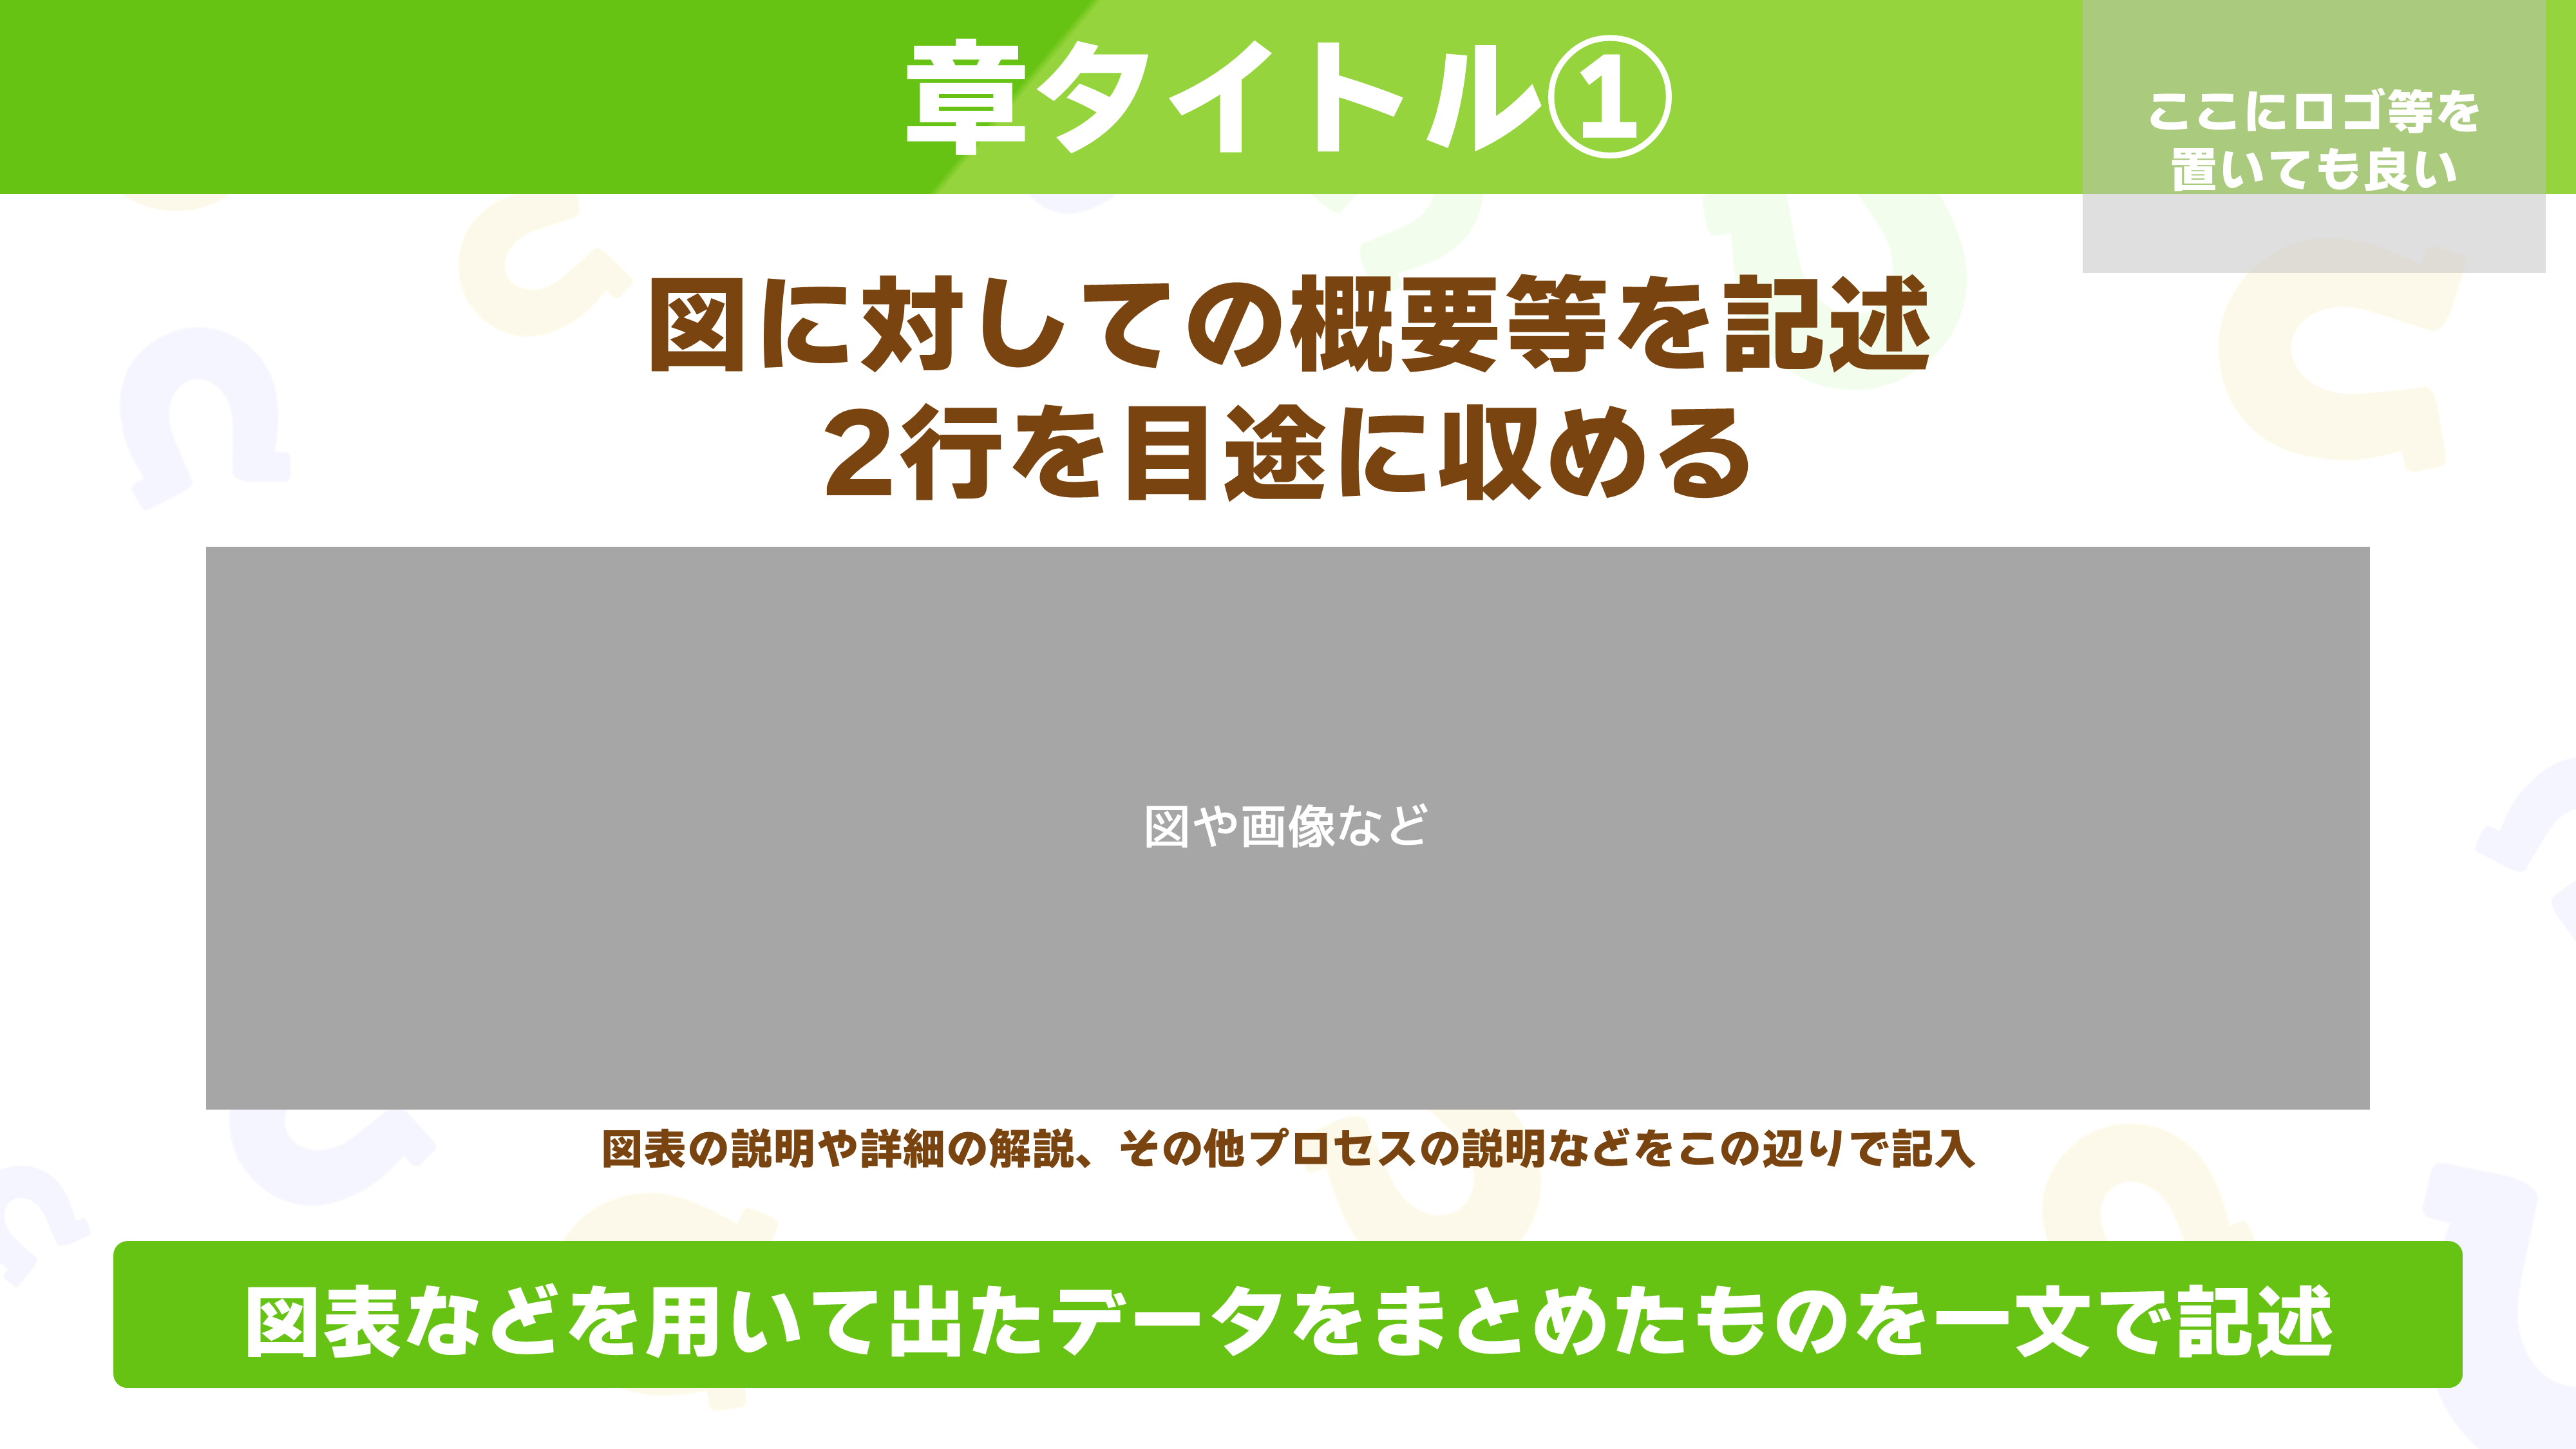 章タイトル①
ここにロゴ等を
置いても良い
図に対しての概要等を記述
2行を目途に収める
図や画像など
図表の説明や詳細の解説、その他プロセスの説明などをこの辺りで記入
図表などを用いて出たデータをまとめたものを一文で記述